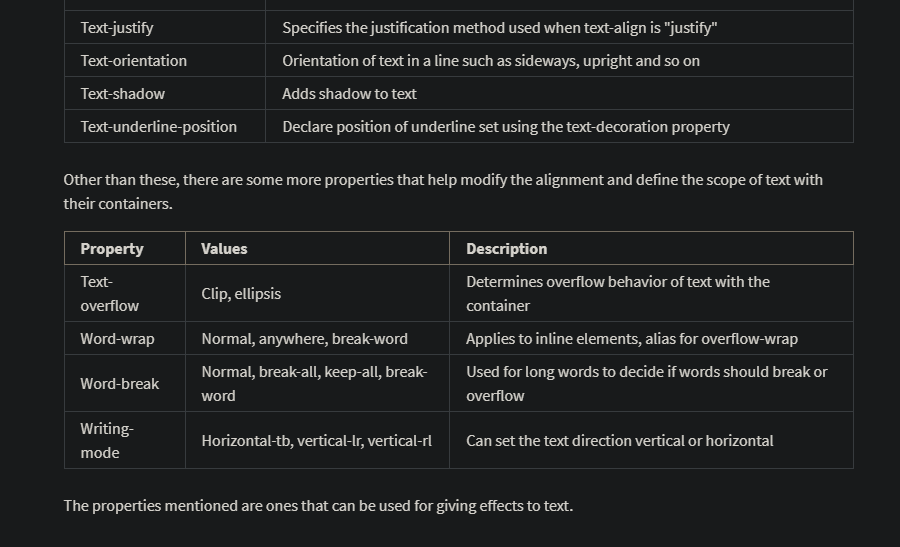 Text-justify Specifies the justification method used when text-align is "justify"
Text-orientation Orientation of text in a line such as sideways, upright and so on
Text-shadow Adds shadow to text
Text-underline-position Declare position of underline set using the text-decoration property
Other than these, there are some more properties that help modify the alignment and define the scope of text with
their containers.
Property Values Description
Text-
overflow
Clip, ellipsis
Determines overflow behavior of text with the
container
Word-wrap Normal, anywhere, break-word Applies to inline elements, alias for overflow-wrap
Word-break
Normal, break-all, keep-all, break-
word
Used for long words to decide if words should break or
overflow
Writing-
mode
Horizontal-tb, vertical-lr, vertical-rl
Can set the text direction vertical or horizontal
The properties mentioned are ones that can be used for giving effects to text.